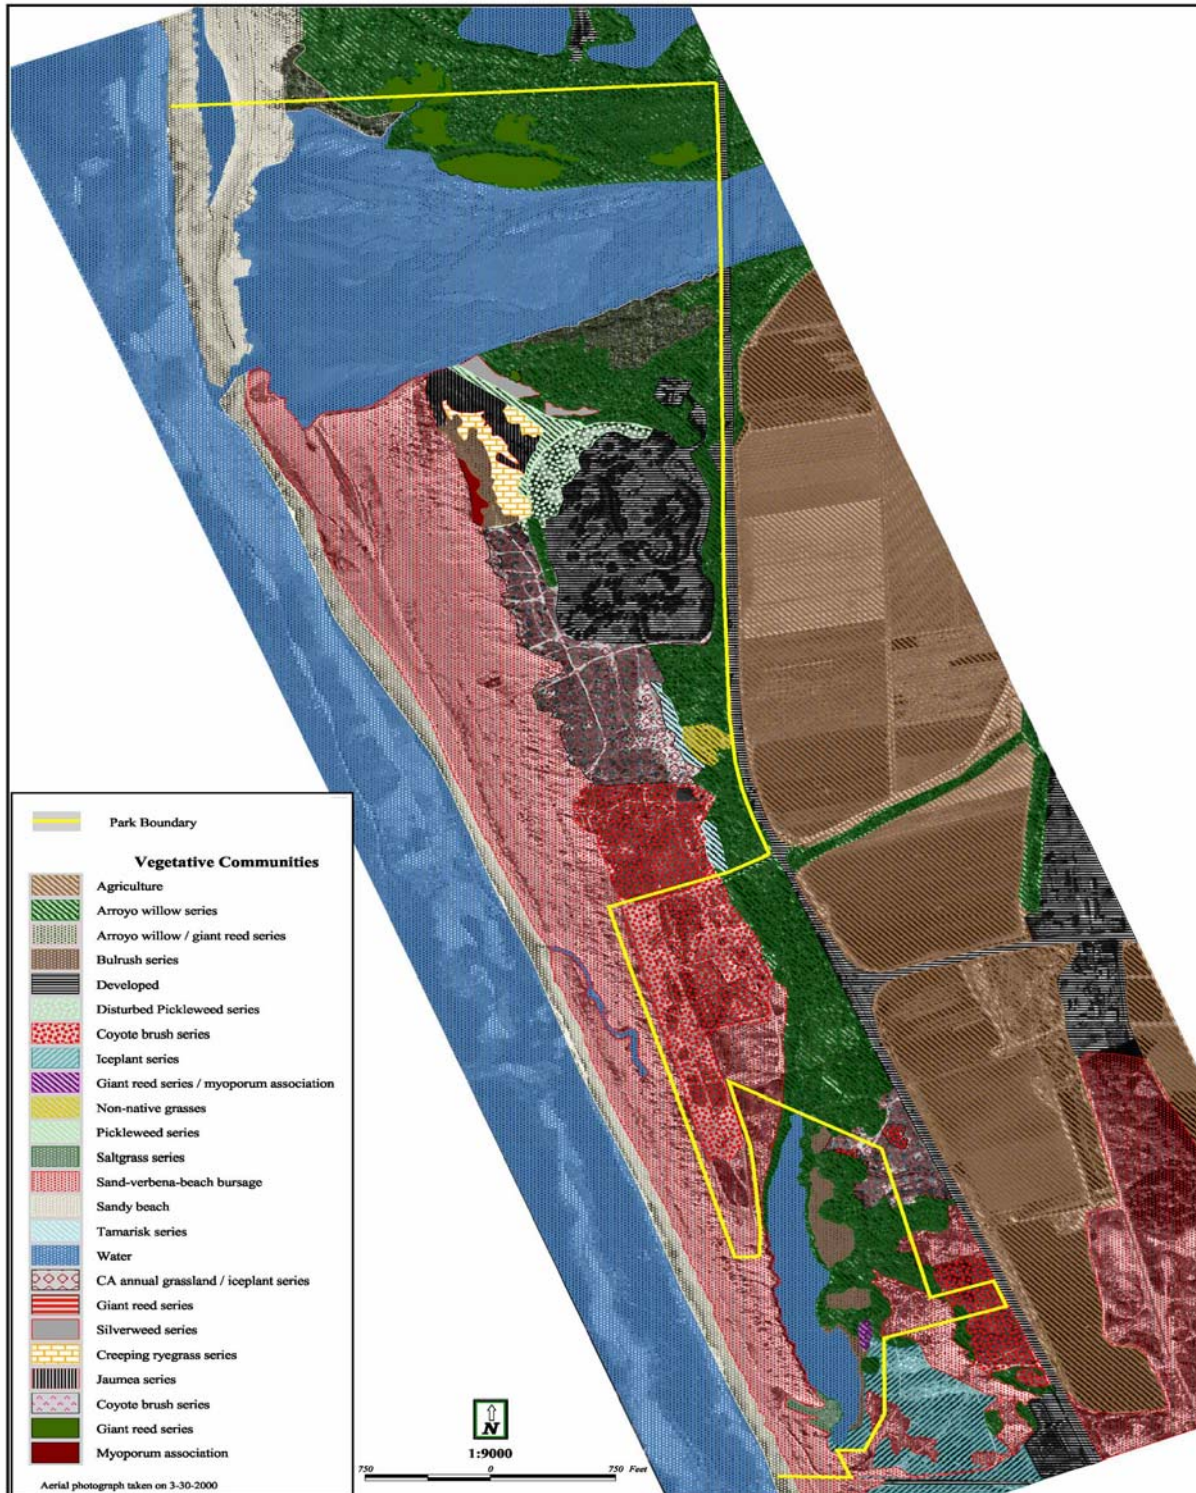 Park Boundary
Vegetative Communities
Agriculture
Arroyo willow series
Arroyo willow / giant reed series
Bulrush series
Developed
Disturbed Pickleweed series
Coyote brush series
Iceplant series
Giant reed series / myoporum association
Non-native grasses
Pickleweed series
Saltgrass series
Sand-verbena-beach bursage
Sandy beach
Tamarisk series
Water
CA annual grassland / iceplant series
Giant reed series
Silverweed series
Creeping ryegrass series
Jaumea series
Coyote brush series
Giant reed series
Myoporum association
Aerial photograph taken on 3-30-2000
N
1:9000
750 0 750 Feet